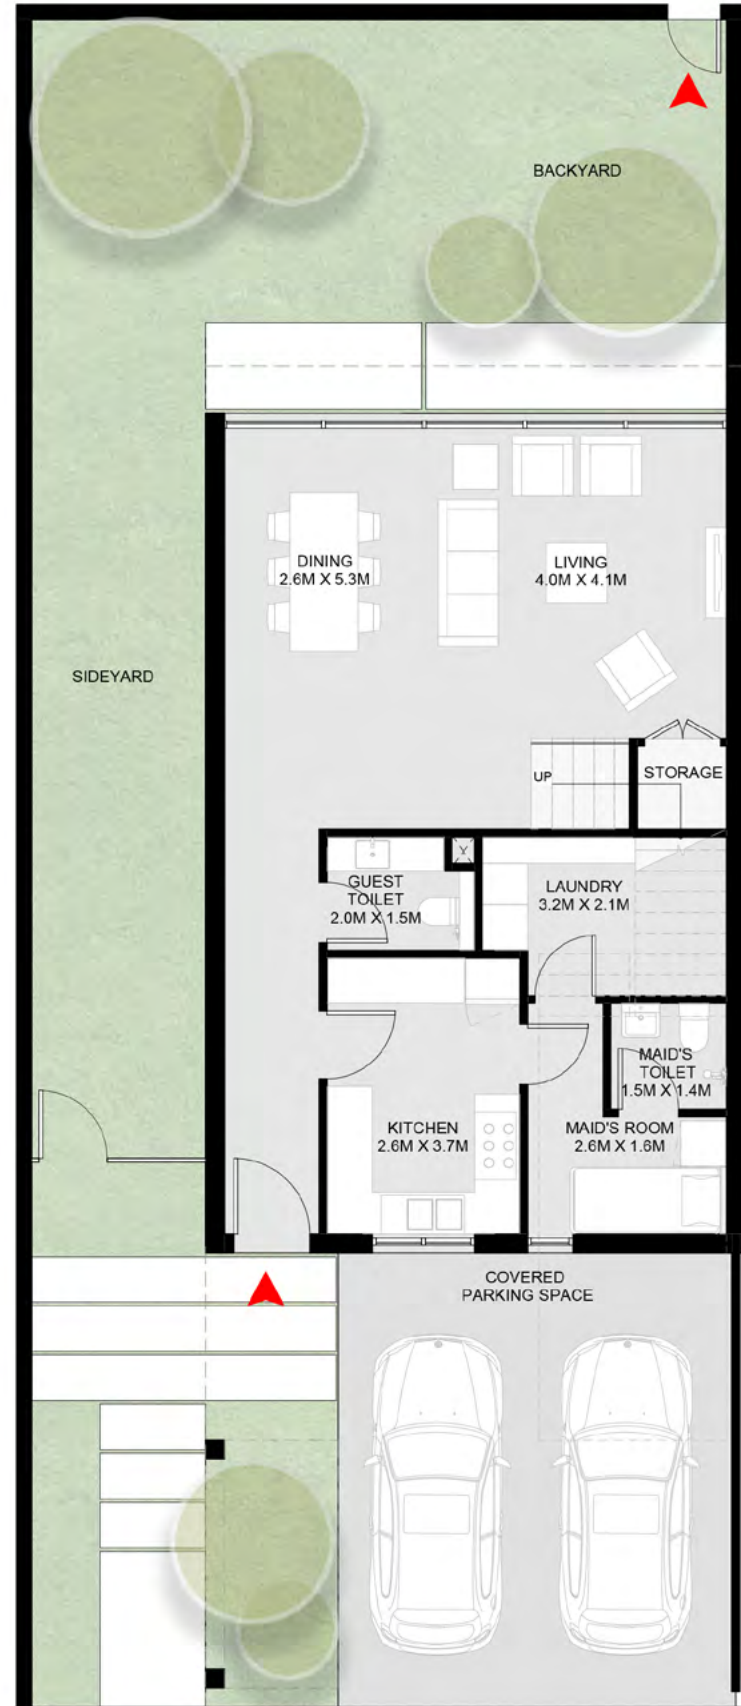 BACKYARD
DINING
2.6M X 5.3M
LIVING
4.0M X 4.1M
SIDEYARD
UP
STORAGE
Y
GUEST
TOILET
2.0M X 1.5M
LAUNDRY
3.2M X 2.1M
MAID'S
TOILET
1.5M X 1.4M
KITCHEN
2.6M X 3.7M
MAID'S ROOM
2.6M X 1.6M
COVERED
PARKING SPACE